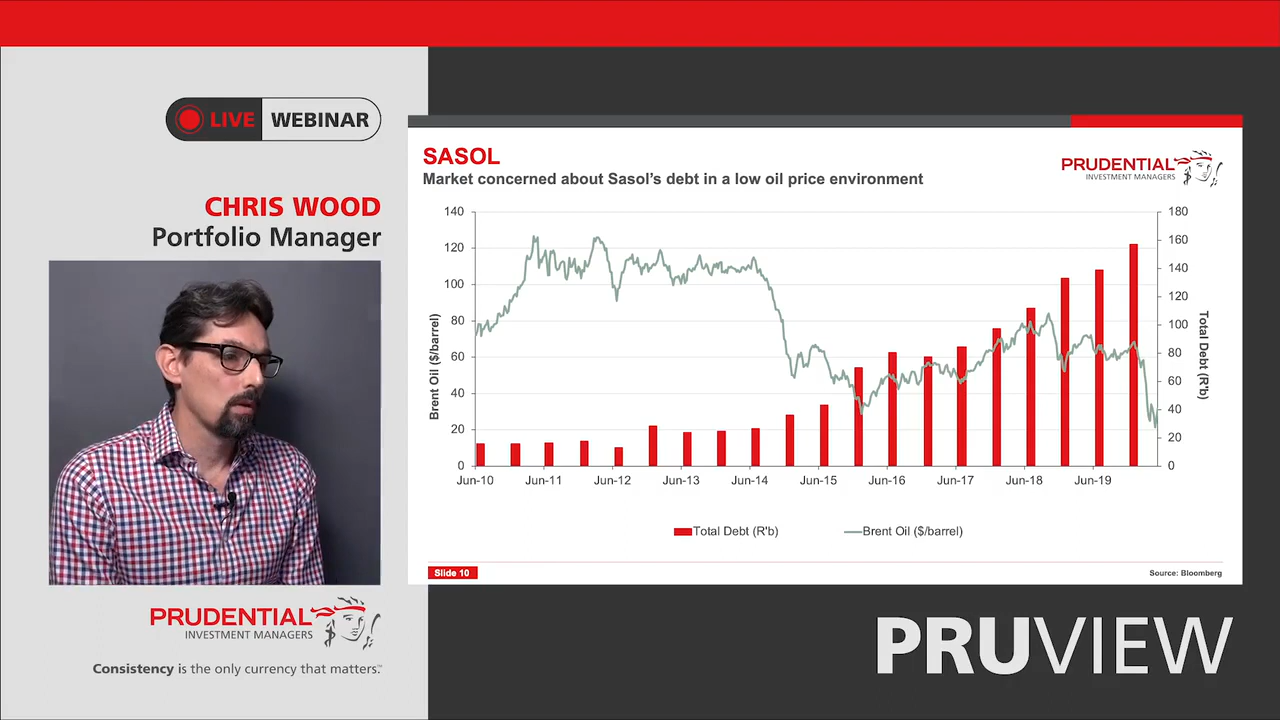 LIVE WEBINAR
CHRIS WOOD
Portfolio Manager
PRUDENTIAL
INVESTMENT MANAGERS
Consistency is the only currency that matters.™
SASOL
Market concerned about Sasol's debt in a low oil price environment
PRUDENTIAL
INVESTMENT MANAGERS
Brent Oil ($/barrel)
140
120
100
80
60
40
20
0
Total Debt (R'b)
180
160
140
120
100
80
60
40
20
0
Jun-10 Jun-11 Jun-12 Jun-13 Jun-14 Jun-15 Jun-16 Jun-17 Jun-18 Jun-19
Total Debt (R'b) Brent Oil ($/barrel)
Slide 10
Source: Bloomberg
PRUVIEW